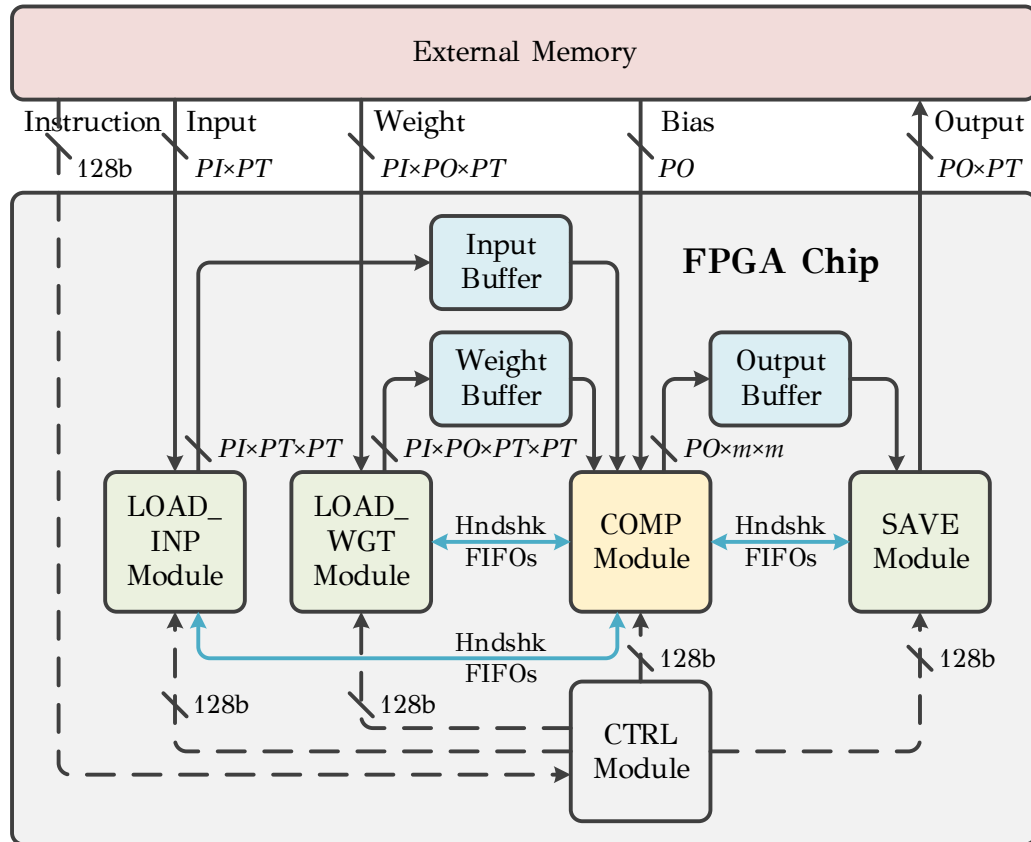 External Memory
Instruction Input Weight Bias Output
128b PI×PT PI×PO×PT PO PO×PT
Input
Buffer
FPGA Chip
Weight
Buffer
Output
Buffer
PI×PT×PT PI×PO×PT×PT PO×m×m
LOAD_
INP
Module
LOAD_
WGT
Module
Hndshk
FIFOs
COMP
Module
Hndshk
FIFOs
SAVE
Module
Hndshk
FIFOs
128b 128b
128b 128b
CTRL
Module